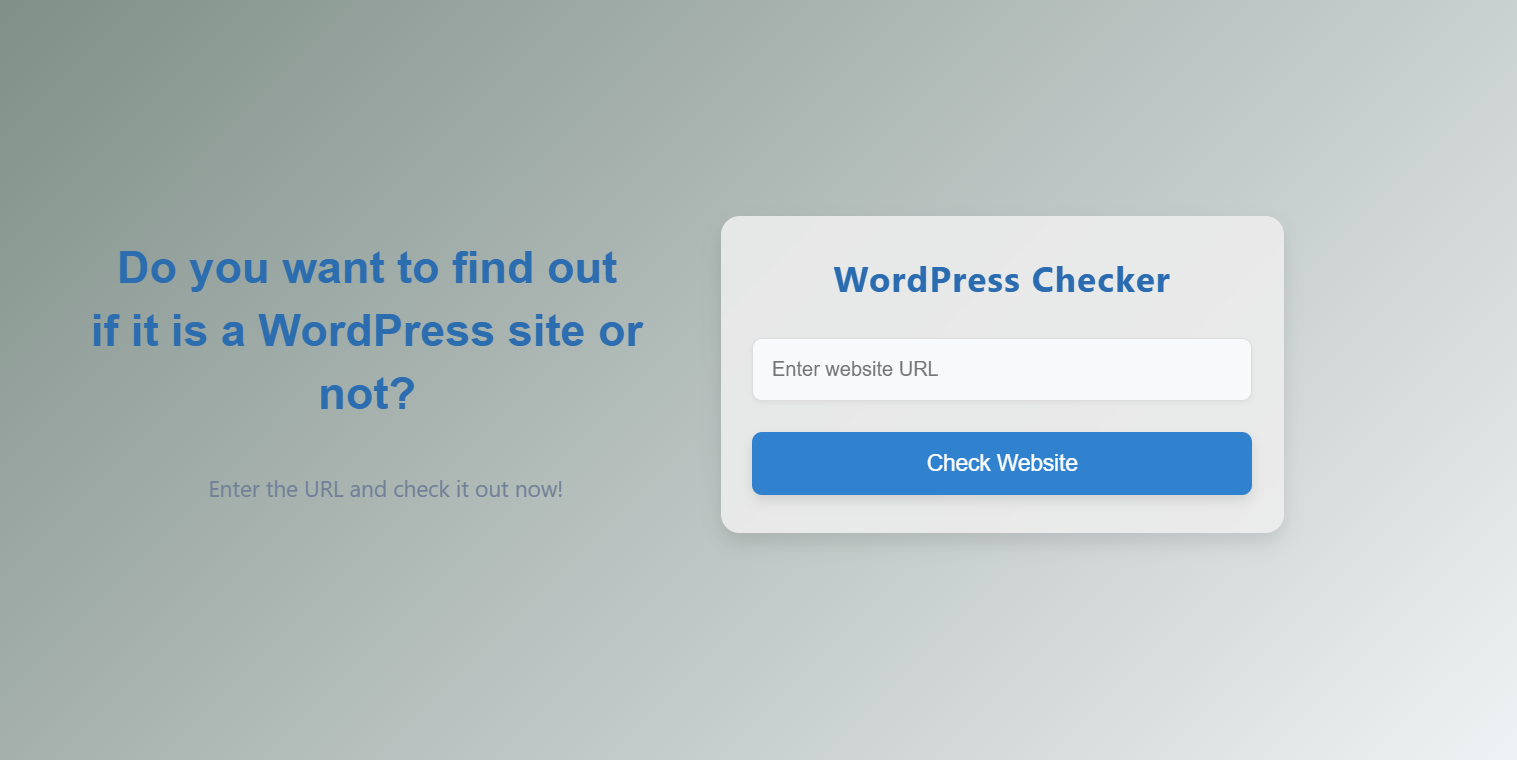 Do you want to find out
if it is a WordPress site or
not?
Enter the URL and check it out now!
WordPress Checker
Enter website URL
Check Website